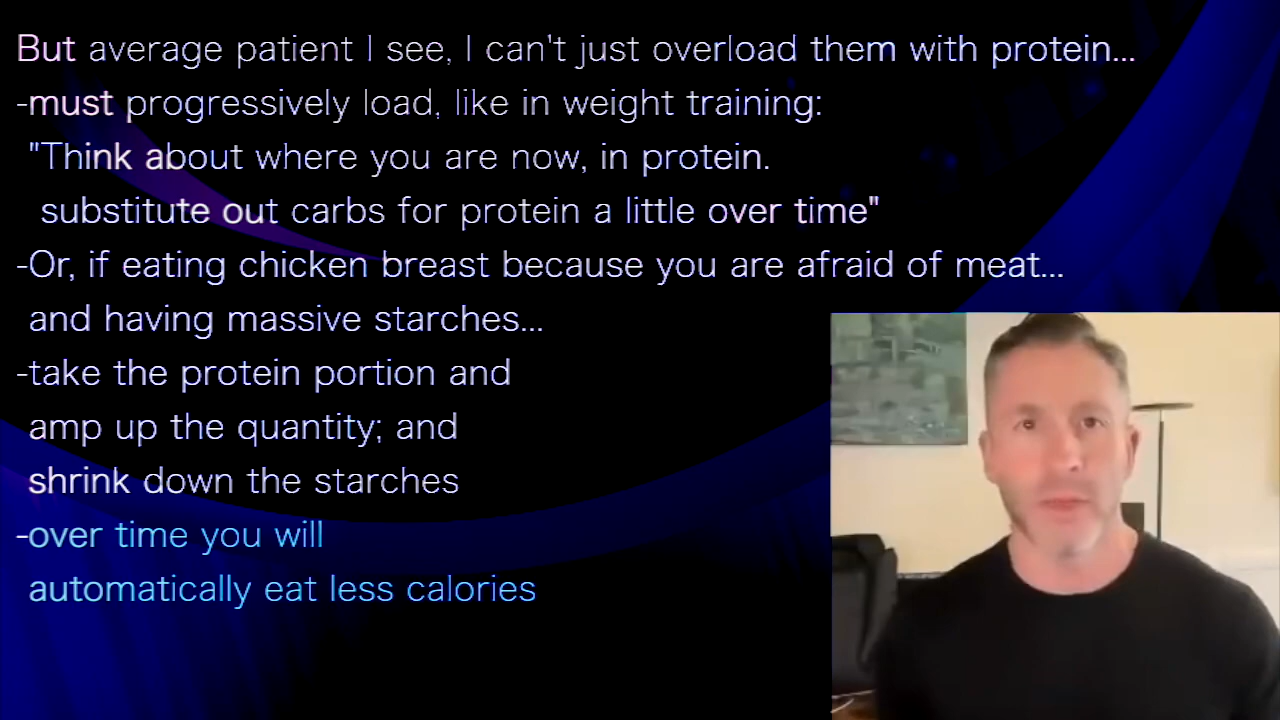 But average patient I see, I can't just overload them with protein...
-must progressively load, like in weight training:
"Think about where you are now, in protein.
substitute out carbs for protein a little over time"
-Or, if eating chicken breast because you are afraid of meat...
and having massive starches...
-take the protein portion and
amp up the quantity; and
shrink down the starches
-over time you will
automatically eat less calories